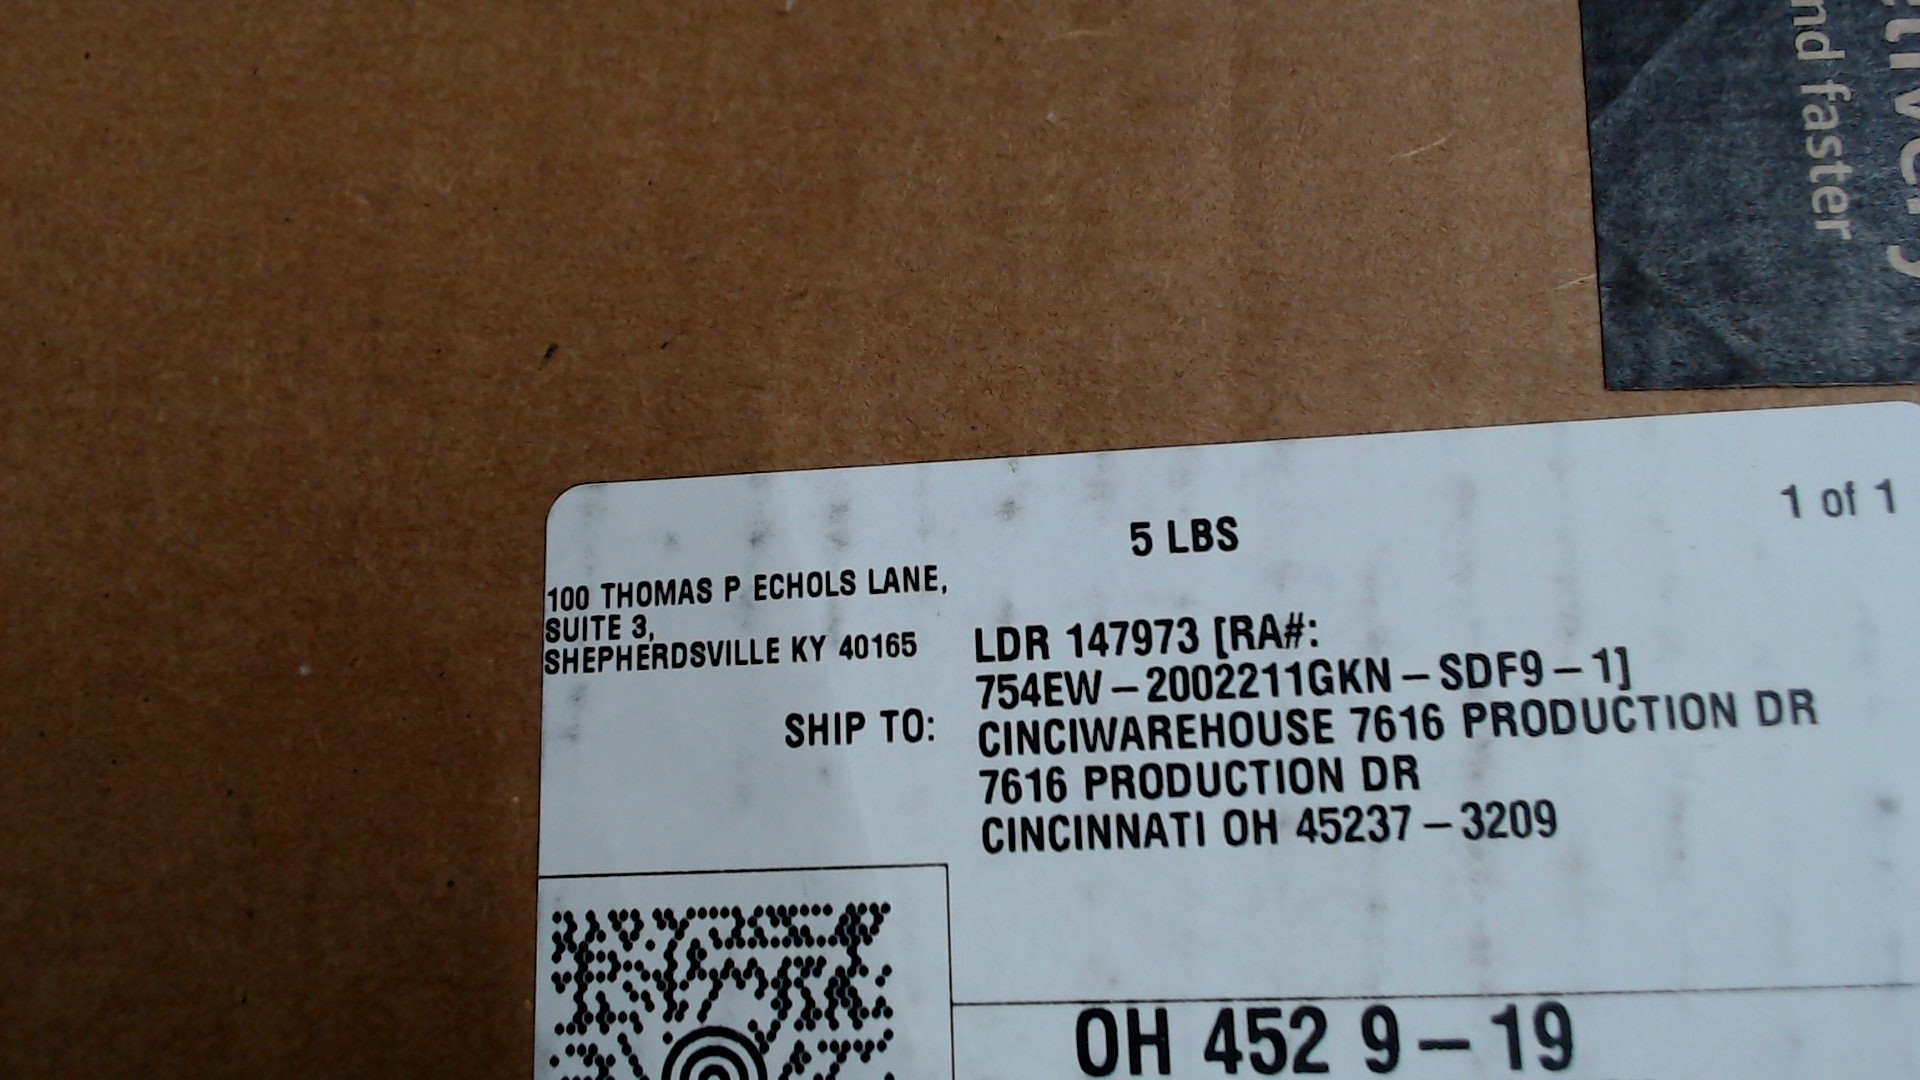 nd faster
1 of 1
5 LBS
100 THOMAS P ECHOLS LANE,
SUITE 3,
SHEPHERDSVILLE KY 40165
LDR 147973 [RA#:
754EW-2002211GKN-SDF9-1]
SHIP TO:
CINCIWAREHOUSE 7616 PRODUCTION DR
7616 PRODUCTION DR
CINCINNATI OH 45237-3209
OH 452 9-19